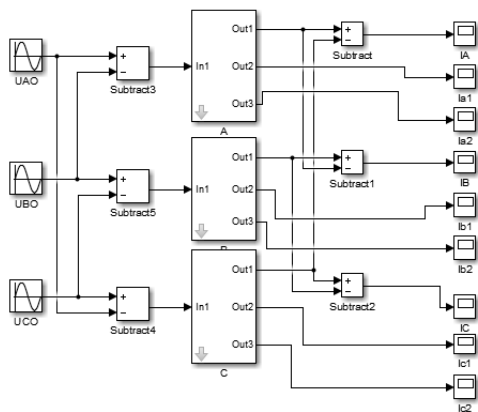 UAO
+
−
Subtract3
In1
Out1
Out2
Out3
A
+
−
Subtract
IA
Ia1
Ia2
UBO
+
−
Subtract5
In1
Out1
Out2
Out3
+
−
Subtract1
IB
Ib1
Ib2
UCO
+
−
Subtract4
In1
Out1
Out2
Out3
C
+
−
Subtract2
IC
Ic1
Ic2